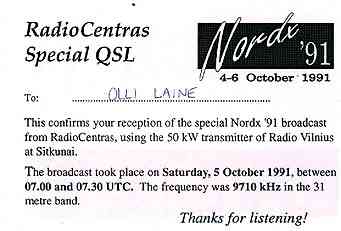 RadioCentras
Special QSL
Nordx '91
4-6 October 1991
To: OLLI LAINE
This confirms your reception of the special Nordx '91 broadcast
from RadioCentras, using the 50 kW transmitter of Radio Vilnius
at Sitkunai.
The broadcast took place on Saturday, 5 October 1991, between
07.00 and 07.30 UTC. The frequency was 9710 kHz in the 31
metre band.
Thanks for listening!